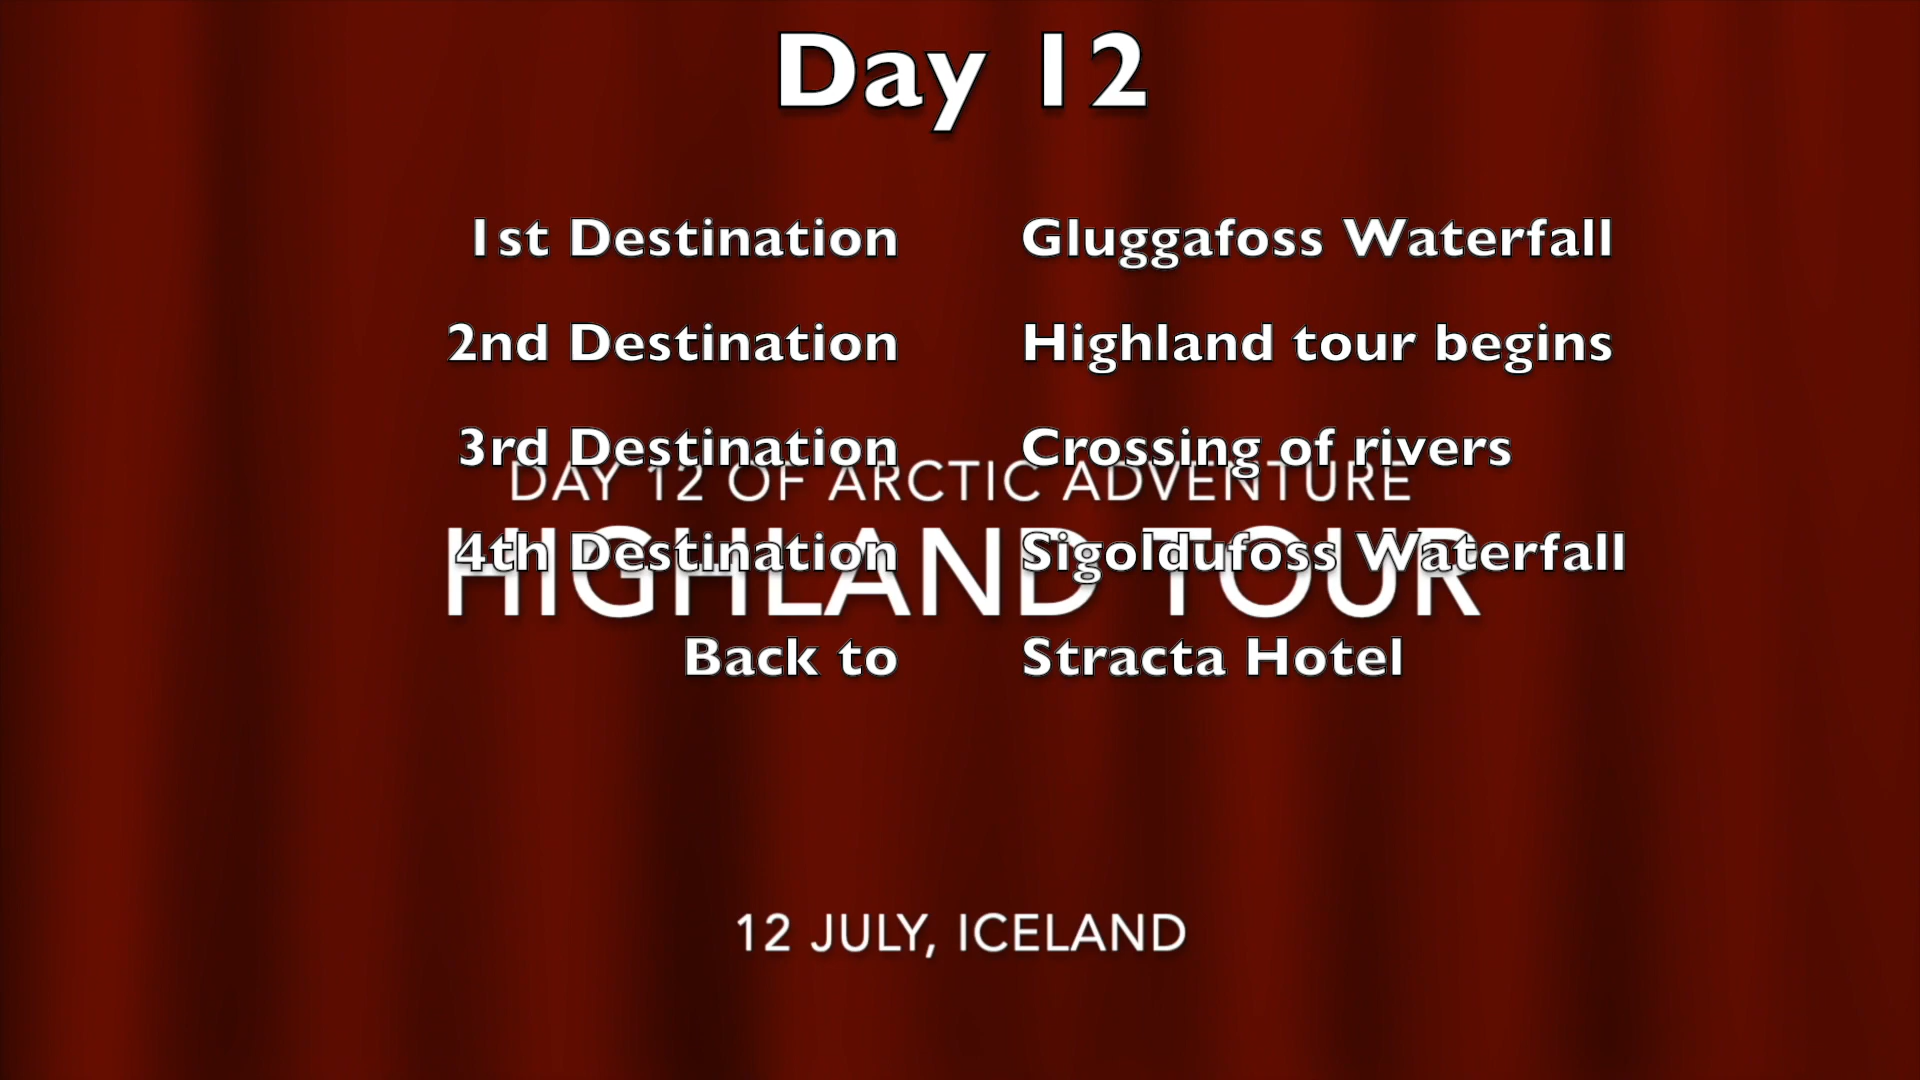 Day 12
1st Destination Gluggafoss Waterfall
2nd Destination Highland tour begins
3rd Destination Crossing of rivers
DAY 12 OF ARCTIC ADVENTURE
4th Destination Sigoldufoss Waterfall
HIGHLAND TOUR
Back to Stracta Hotel
12 JULY, ICELAND